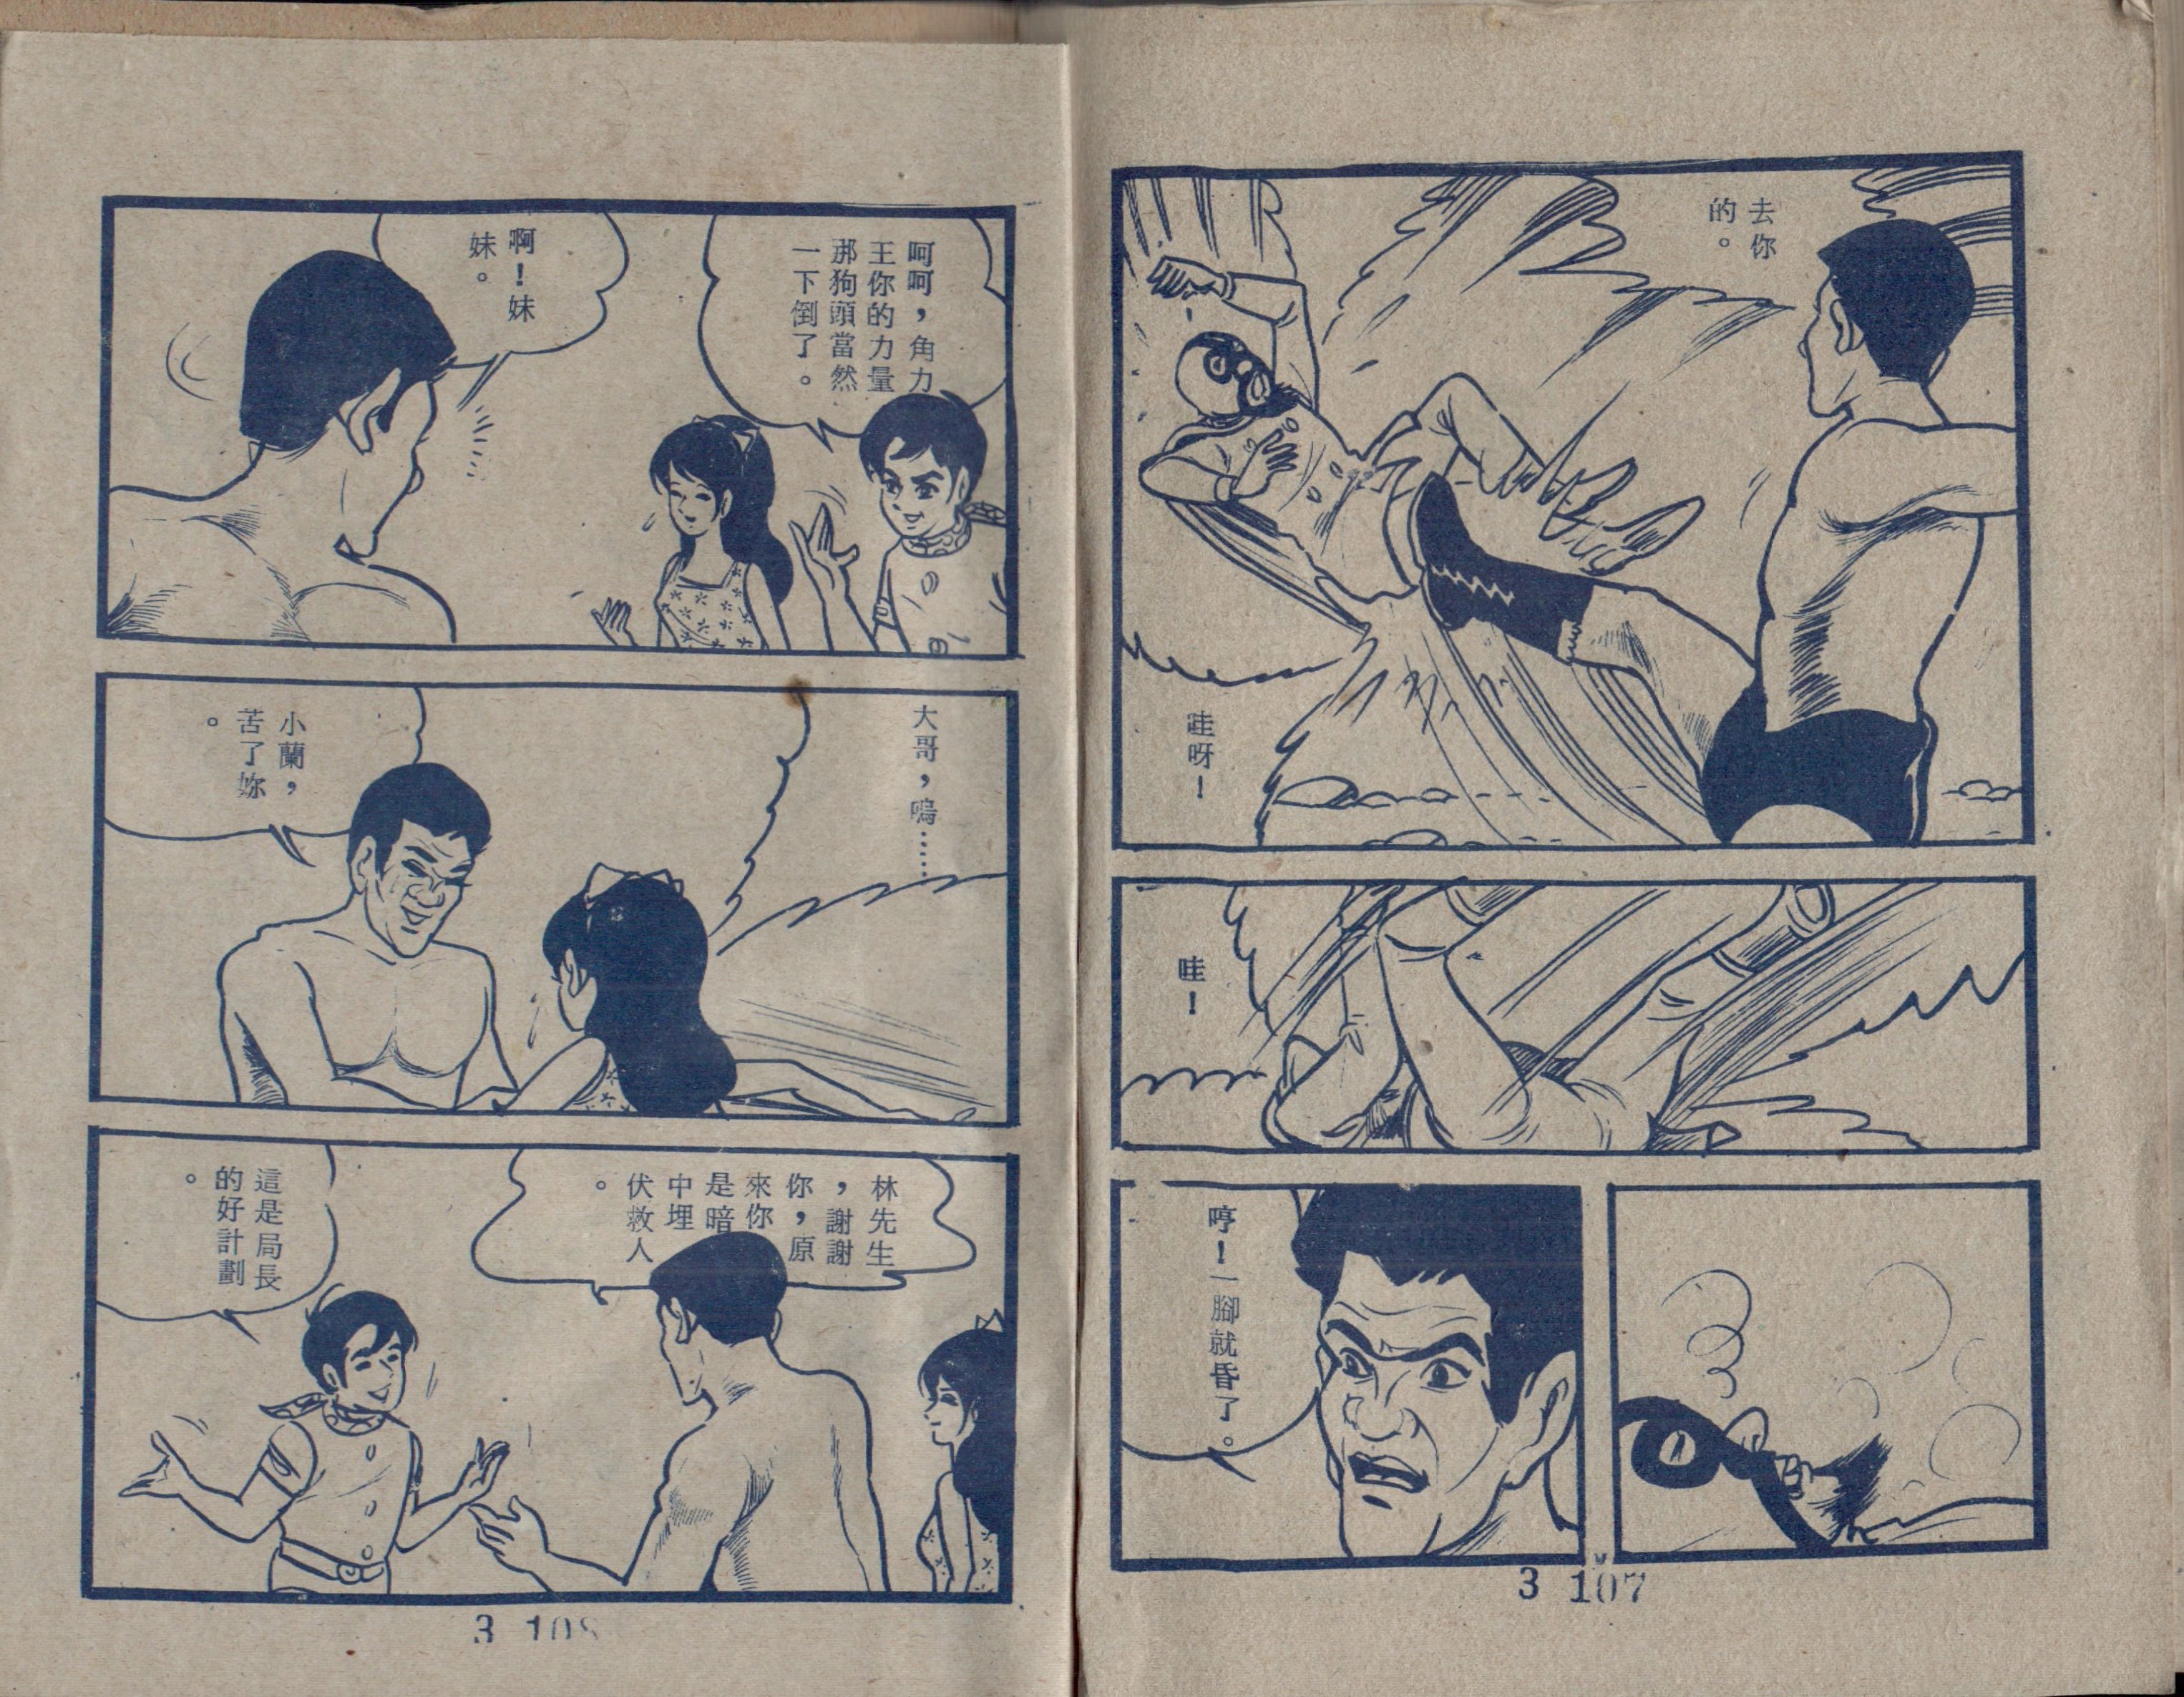 去你
的。
哇呀！
哇！
哼！一腳就昏了。
3 107
呵呵，角力
王你的力量
那狗頭當然
一下倒了。
啊！妹
妹。
大哥，嗚……
小蘭，
苦了妳
。
林先生
，謝謝
你，原
來你
是暗
中埋
伏救人
。
這是局長
的好計劃
。
3 108